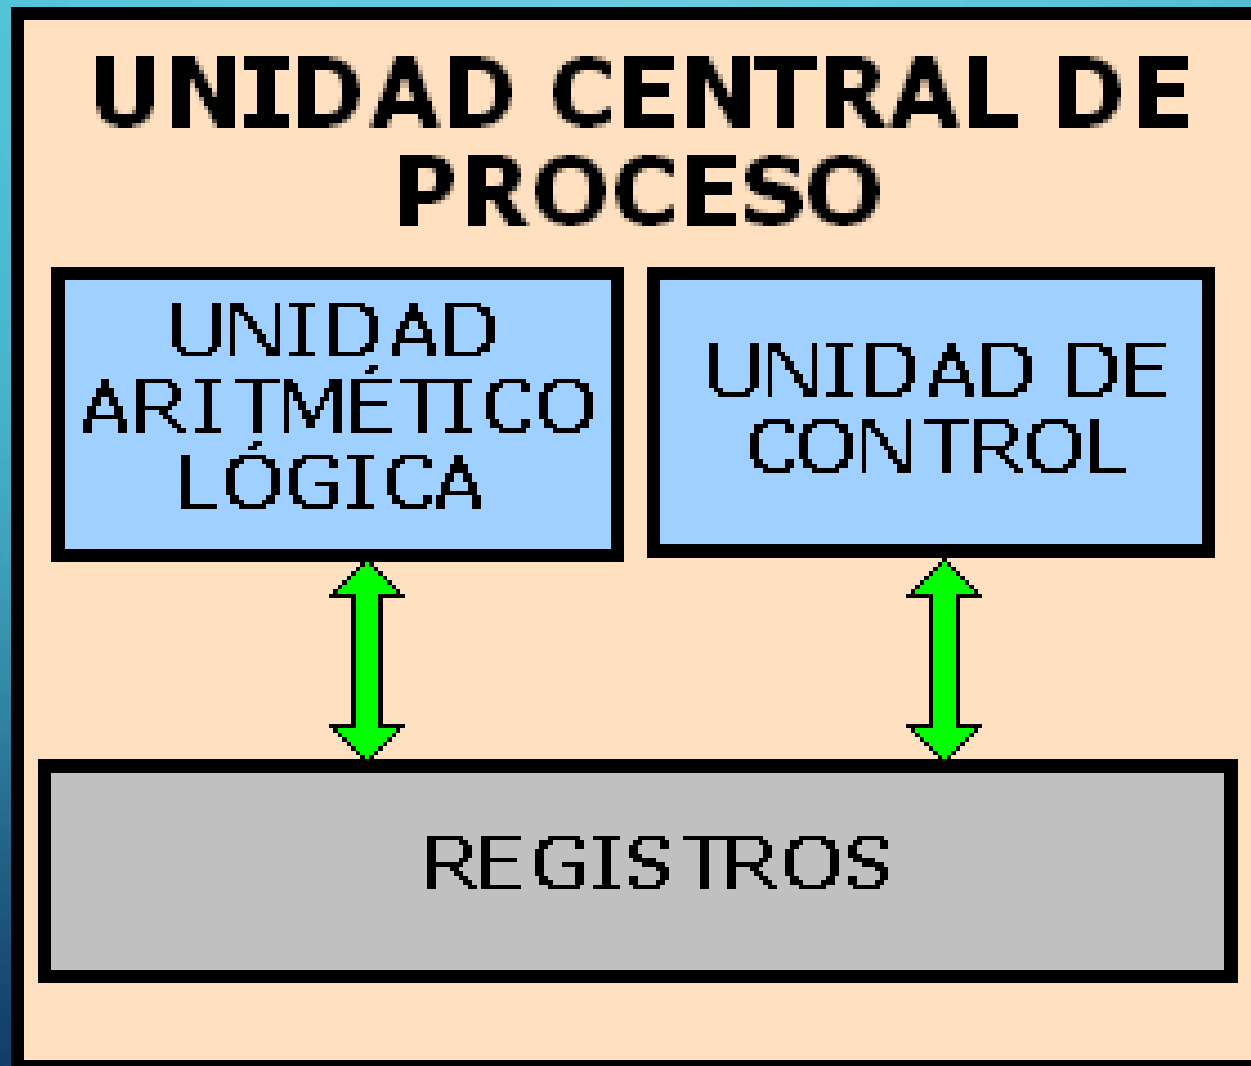 UNIDAD CENTRAL DE
PROCESO
UNIDAD
ARITMÉTICO
LÓGICA
UNIDAD DE
CONTROL
REGISTROS